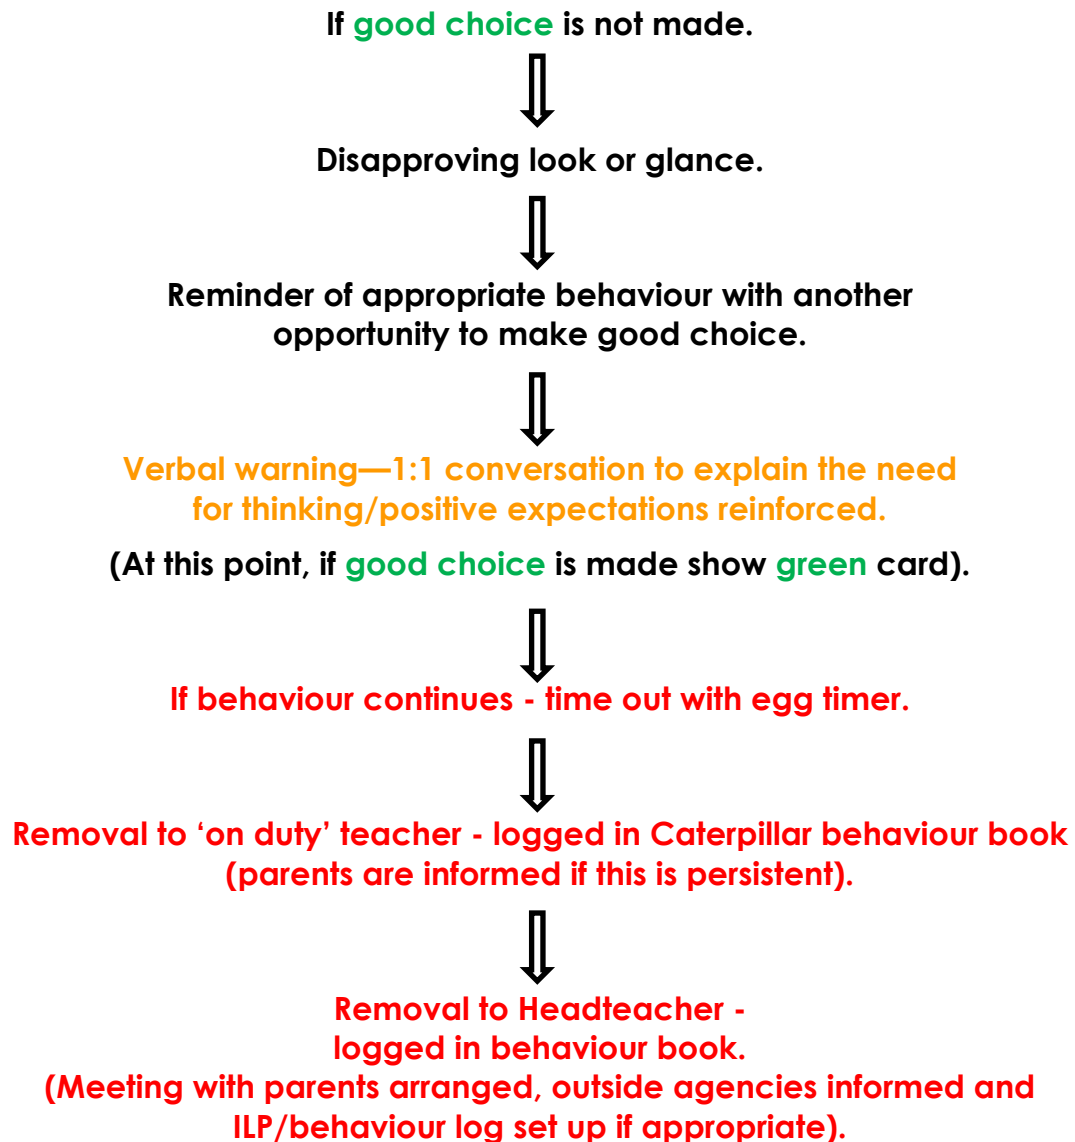 If good choice is not made.
Disapproving look or glance.
Reminder of appropriate behaviour with another
opportunity to make good choice.
Verbal warning—1:1 conversation to explain the need
for thinking/positive expectations reinforced.
(At this point, if good choice is made show green card).
If behaviour continues - time out with egg timer.
Removal to ‘on duty’ teacher - logged in Caterpillar behaviour book
(parents are informed if this is persistent).
Removal to Headteacher -
logged in behaviour book.
(Meeting with parents arranged, outside agencies informed and
ILP/behaviour log set up if appropriate).